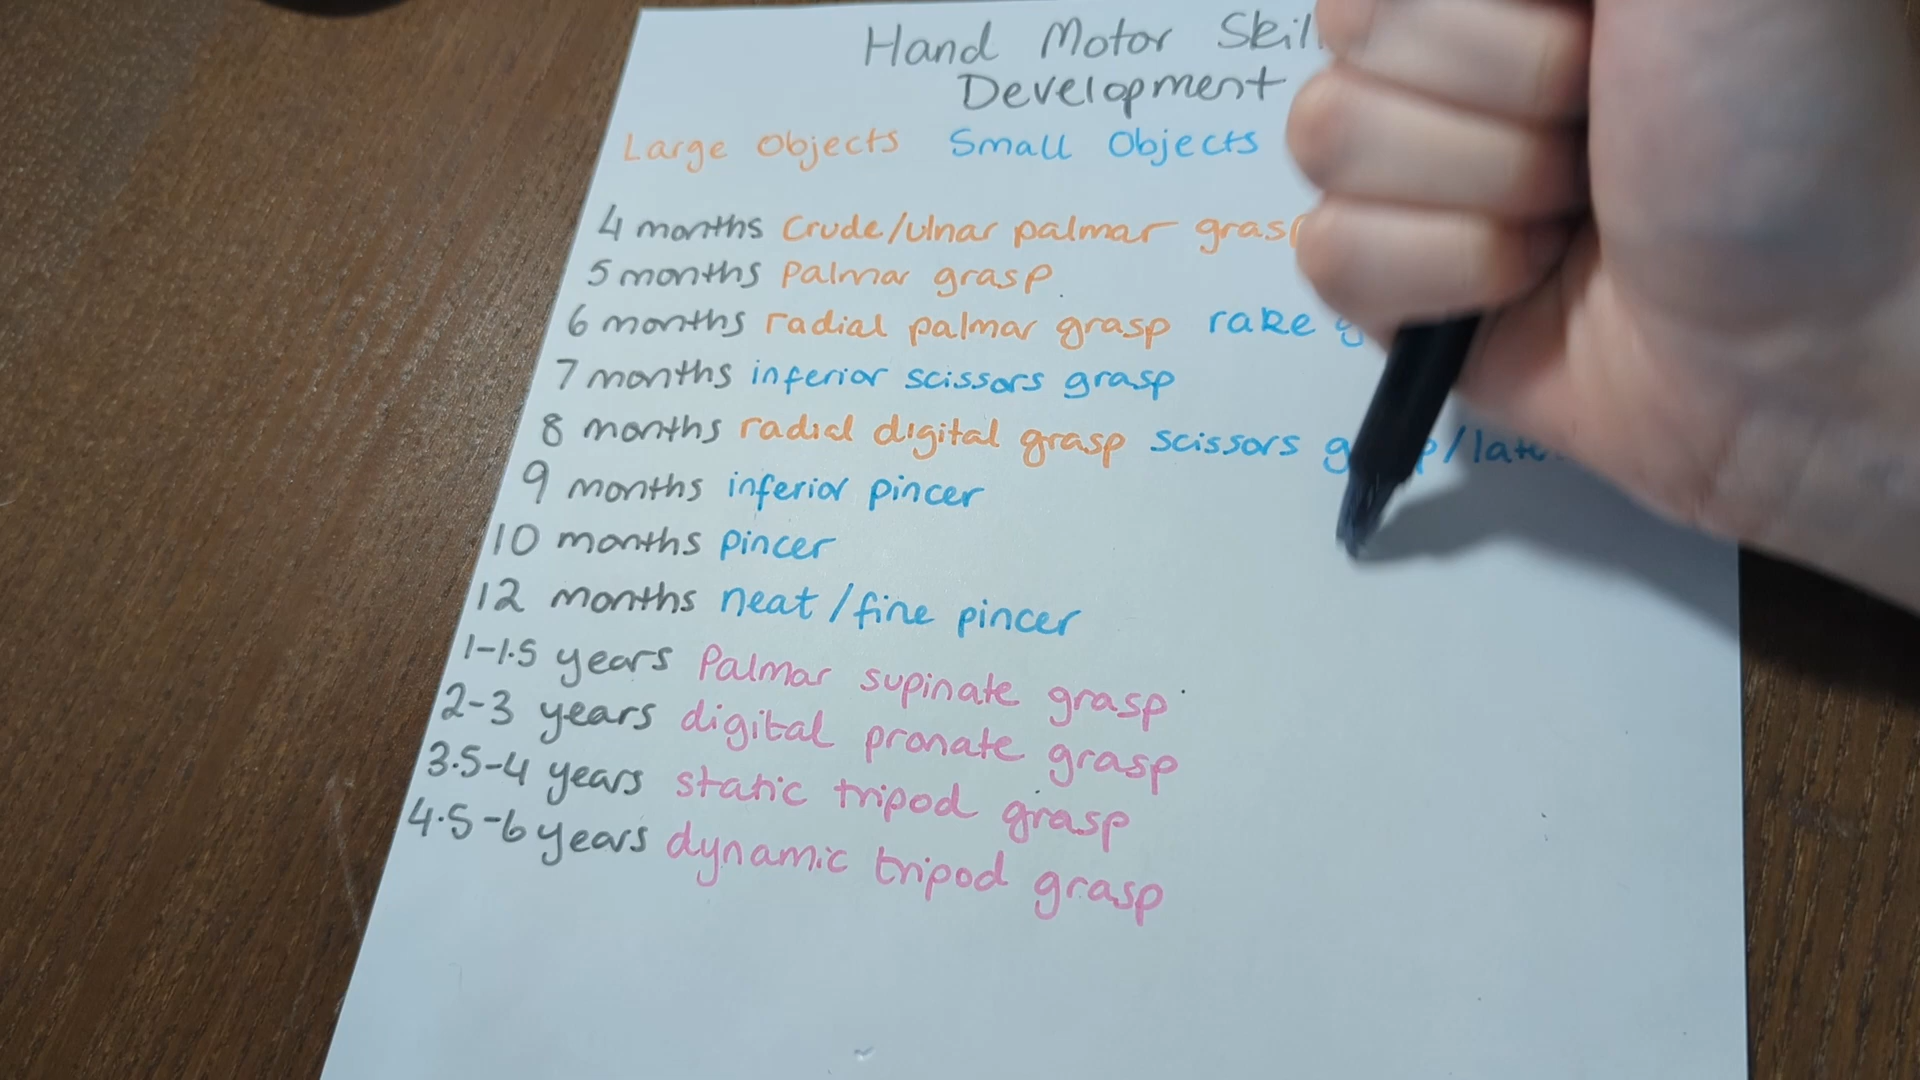 Hand Motor
Development
Large Objects Small Objects
4 months Crude/ulnar palmar
5 months palmar grasp
6 months radial palmar grasp rake
7 months inferior scissors grasp
8 months radial digital grasp scissors
9 months inferior pincer
10 months pincer
12 months neat/fine pincer
1-1.5 years Palmar supinate grasp
2-3 years digital pronate grasp
3.5-4 years static tripod grasp
4.5-6 years dynamic tripod grasp